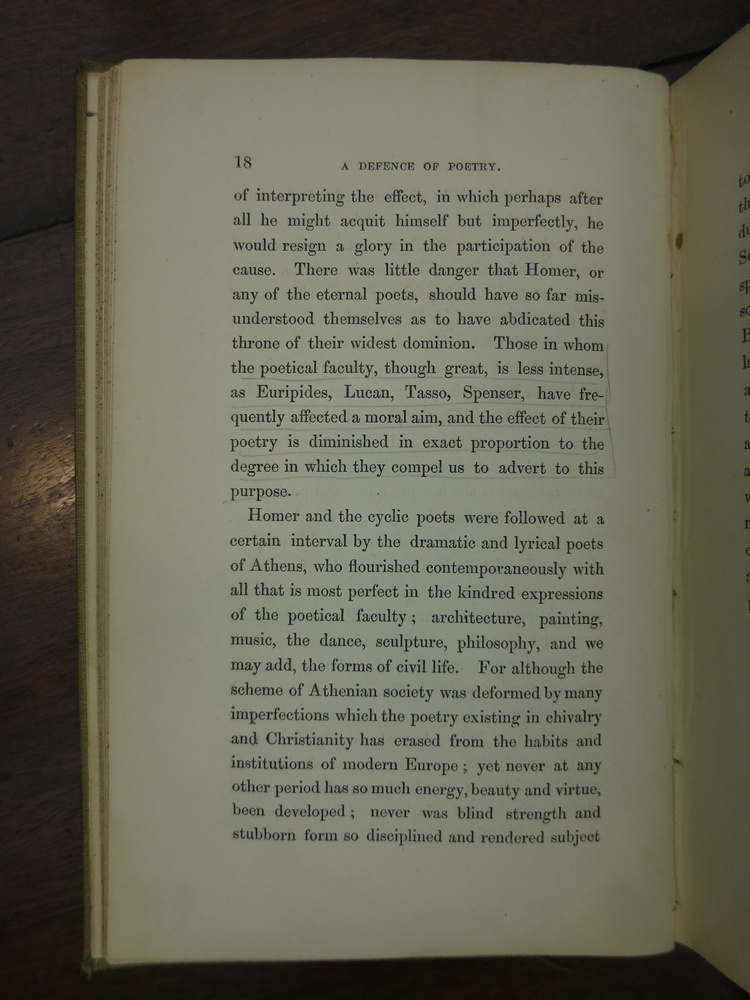 18
A DEFENCE OF POETRY.
of interpreting the effect, in which perhaps after
all he might acquit himself but imperfectly, he
would resign a glory in the participation of the
cause. There was little danger that Homer, or
any of the eternal poets, should have so far mis-
understood themselves as to have abdicated this
throne of their widest dominion. Those in whom
the poetical faculty, though great, is less intense,
as Euripides, Lucan, Tasso, Spenser, have fre-
quently affected a moral aim, and the effect of their
poetry is diminished in exact proportion to the
degree in which they compel us to advert to this
purpose.
Homer and the cyclic poets were followed at a
certain interval by the dramatic and lyrical poets
of Athens, who flourished contemporaneously with
all that is most perfect in the kindred expressions
of the poetical faculty; architecture, painting,
music, the dance, sculpture, philosophy, and we
may add, the forms of civil life. For although the
scheme of Athenian society was deformed by many
imperfections which the poetry existing in chivalry
and Christianity has erased from the habits and
institutions of modern Europe; yet never at any
other period has so much energy, beauty and virtue,
been developed; never was blind strength and
stubborn form so disciplined and rendered subject